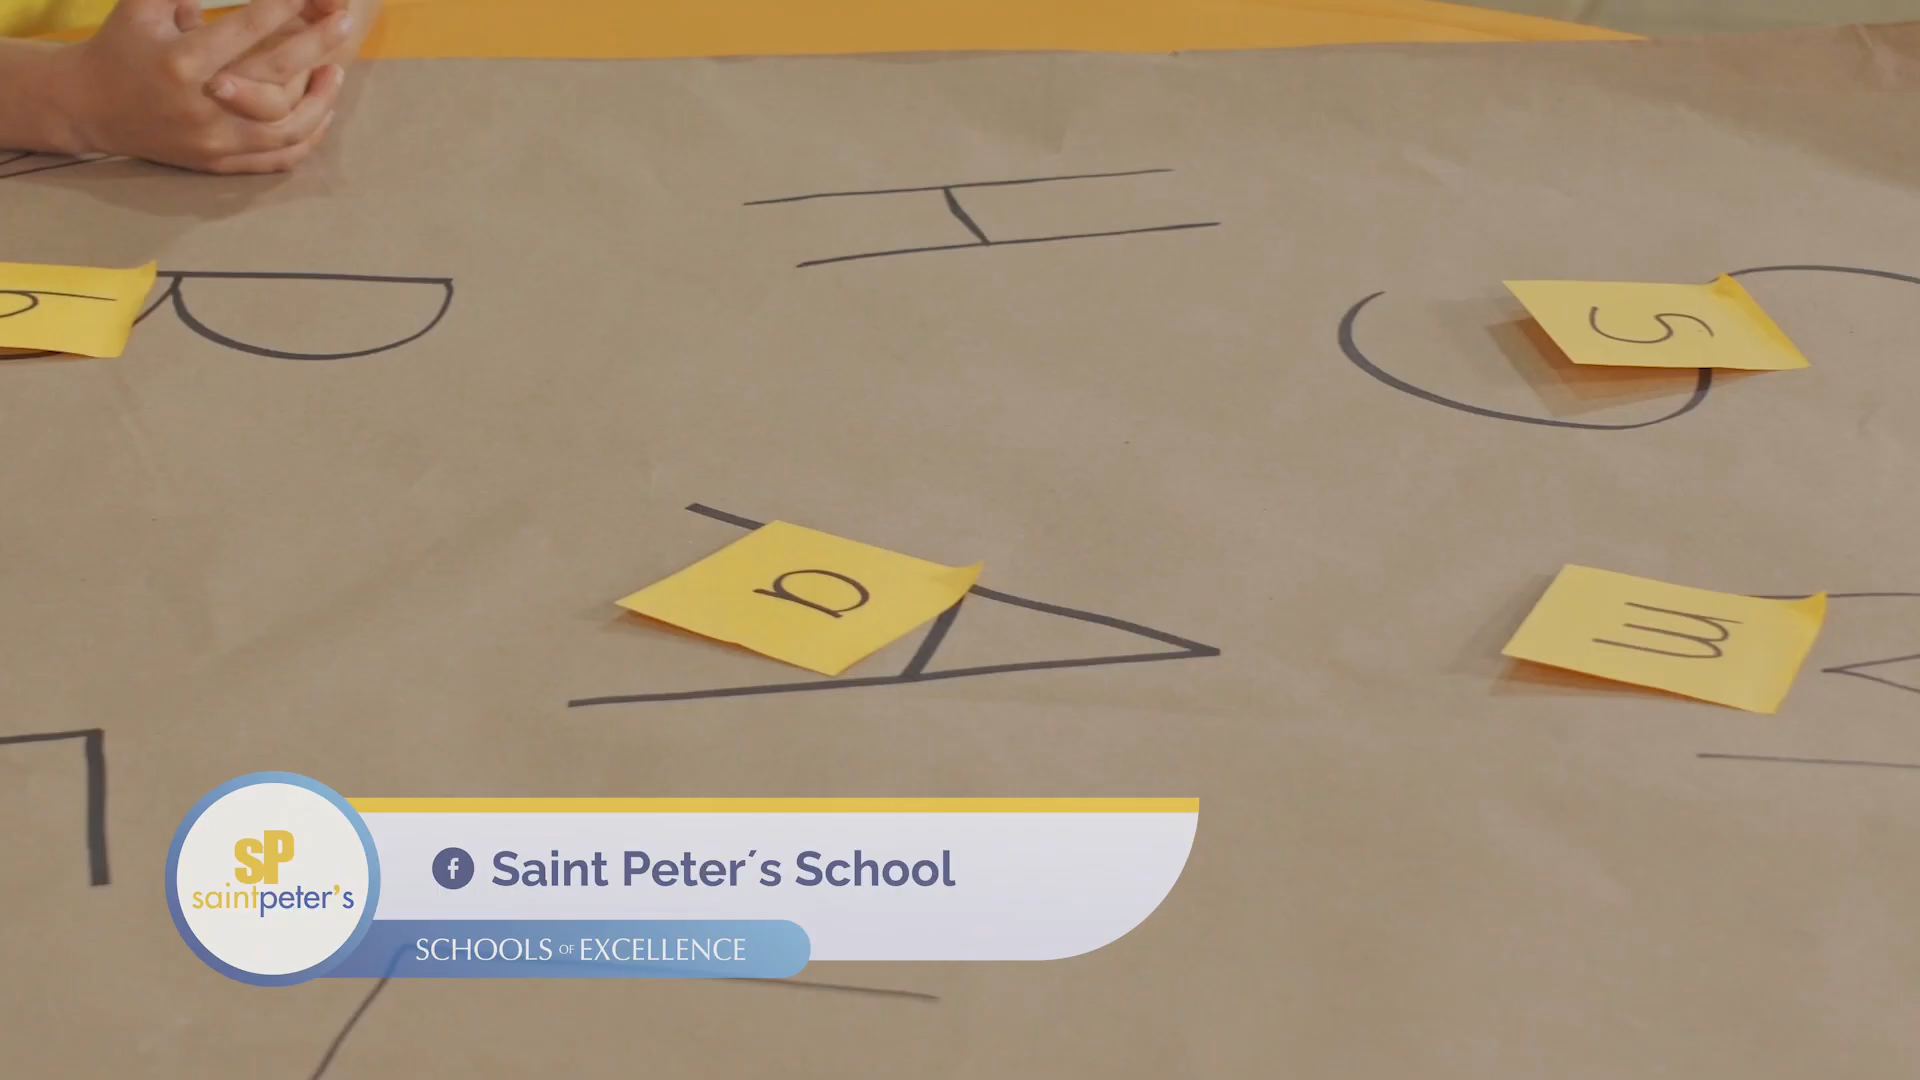 H
s
a
A
m
SP
saintpeter's
Saint Peter´s School
SCHOOLS OF EXCELLENCE